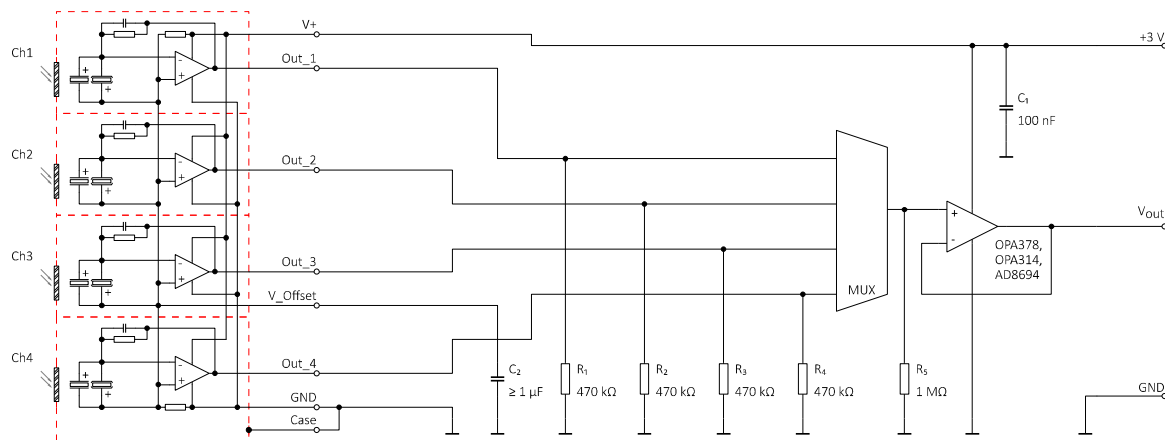 V+
+3 V
Ch1
Out_1
C₁
100 nF
Ch2
Out_2
Vout
OPA378,
OPA314,
AD8694
Ch3
Out_3
V_Offset
MUX
Ch4
Out_4
C₂
≥ 1 µF
R₁
470 kΩ
R₂
470 kΩ
R₃
470 kΩ
R₄
470 kΩ
R₅
1 MΩ
GND
GND
Case